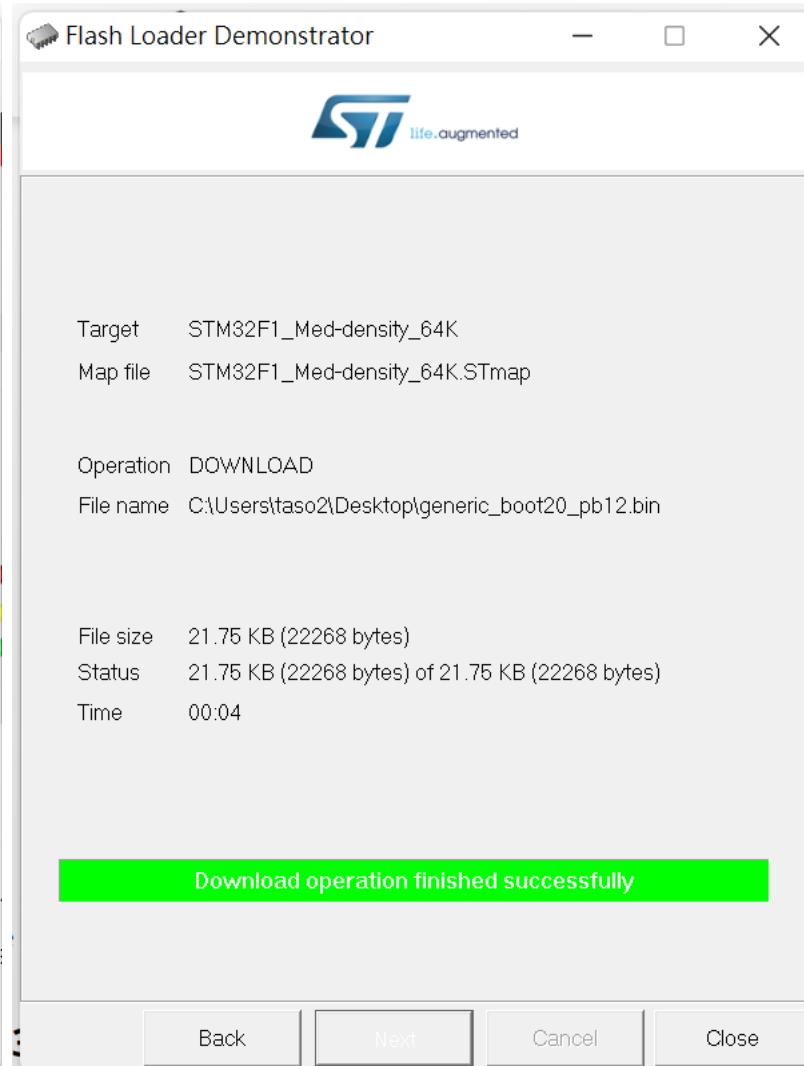 Flash Loader Demonstrator
ST life.augmented
Target STM32F1_Med-density_64K
Map file STM32F1_Med-density_64K.STmap
Operation DOWNLOAD
File name C:\Users\taso2\Desktop\generic_boot20_pb12.bin
File size 21.75 KB (22268 bytes)
Status 21.75 KB (22268 bytes) of 21.75 KB (22268 bytes)
Time 00:04
Download operation finished successfully
Back Next Cancel Close